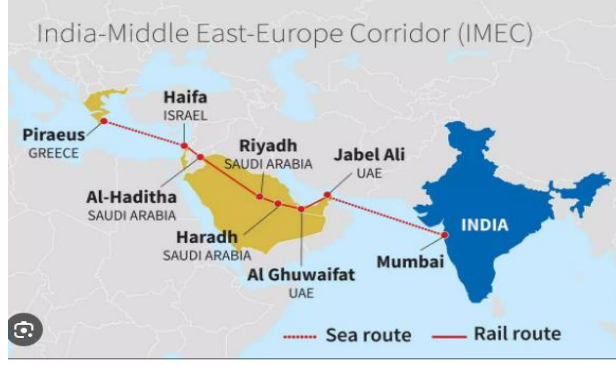 India-Middle East-Europe Corridor (IMEC)
Haifa
ISRAEL
Piraeus
GREECE
Riyadh
SAUDI ARABIA
Jabel Ali
UAE
Al-Haditha
SAUDI ARABIA
INDIA
Haradh
SAUDI ARABIA
Mumbai
Al Ghuwaifat
UAE
Sea route
Rail route